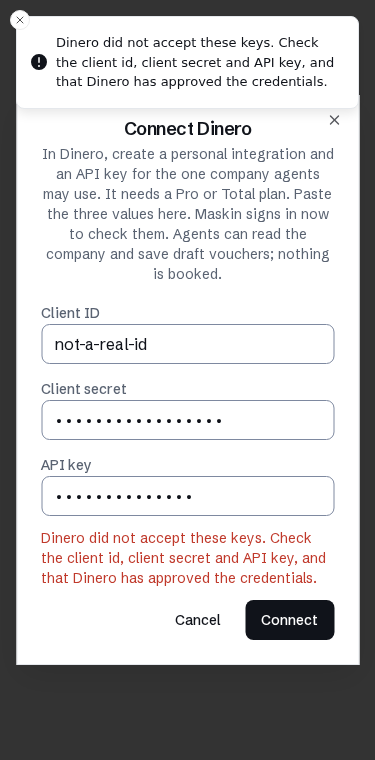 Dinero did not accept these keys. Check
the client id, client secret and API key, and
that Dinero has approved the credentials.
Connect Dinero
In Dinero, create a personal integration and
an API key for the one company agents
may use. It needs a Pro or Total plan. Paste
the three values here. Maskin signs in now
to check them. Agents can read the
company and save draft vouchers; nothing
is booked.
Client ID
not-a-real-id
Client secret
•••••••••••••••••
API key
••••••••••••••
Dinero did not accept these keys. Check
the client id, client secret and API key, and
that Dinero has approved the credentials.
Cancel
Connect